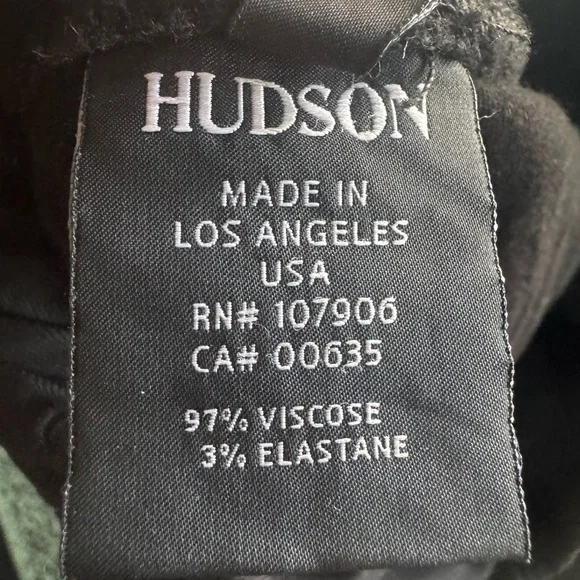 HUDSON
MADE IN
LOS ANGELES
USA
RN# 107906
CA# 00635
97% VISCOSE
3% ELASTANE